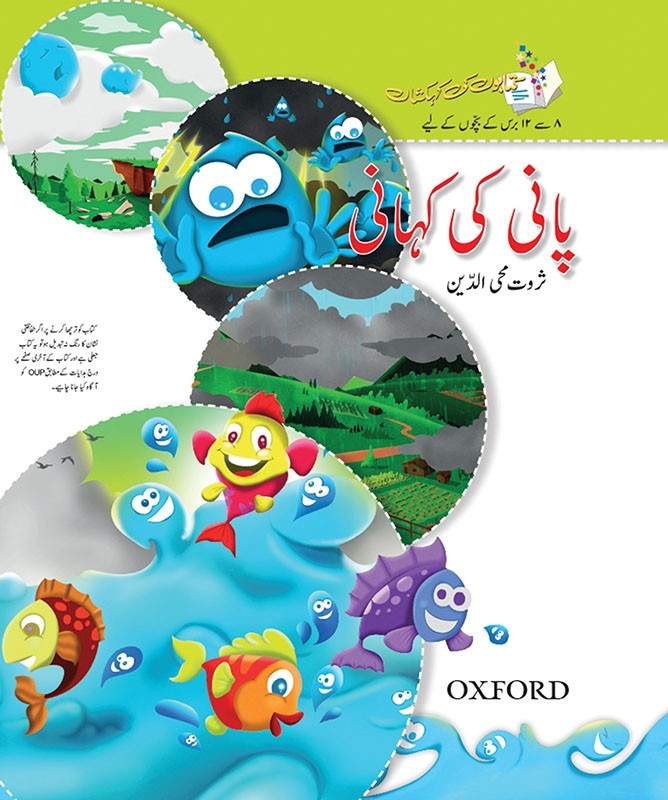 کتابوں کی کہکشاں
۸ سے ۱۲ برس کے بچّوں کے لیے
پانی کی کہانی
ثروت محی الدّین
کتاب کو ترچھا کرنے پر اگر حفاظتی
نشان کا رنگ نہ تبدیل ہو تو یہ کتاب
جعلی ہے اور کتاب کے آخری صفحے پر
درج ہدایات کے مطابق OUP کو
آگاہ کیا جانا چاہیے۔
OXFORD